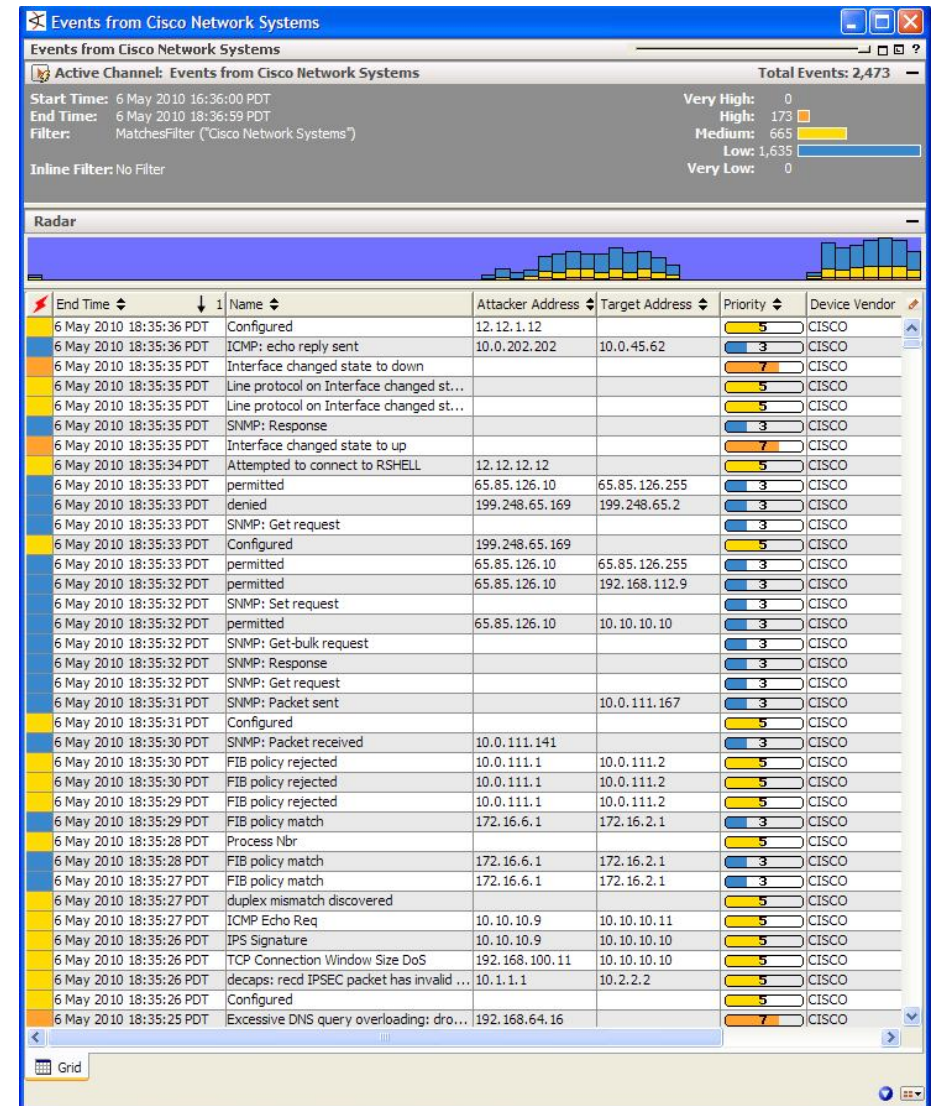 Events from Cisco Network Systems
Events from Cisco Network Systems ?
Active Channel: Events from Cisco Network Systems Total Events: 2,473
Start Time: 6 May 2010 16:36:00 PDT Very High: 0
End Time: 6 May 2010 18:36:59 PDT High: 173
Filter: MatchesFilter ("Cisco Network Systems") Medium: 665
Low: 1,635
Inline Filter: No Filter Very Low: 0
Radar
End Time 1 Name Attacker Address Target Address Priority Device Vendor
6 May 2010 18:35:36 PDT Configured 12.12.1.12 5 CISCO
6 May 2010 18:35:36 PDT ICMP: echo reply sent 10.0.202.202 10.0.45.62 3 CISCO
6 May 2010 18:35:35 PDT Interface changed state to down 7 CISCO
6 May 2010 18:35:35 PDT Line protocol on Interface changed st... 5 CISCO
6 May 2010 18:35:35 PDT Line protocol on Interface changed st... 5 CISCO
6 May 2010 18:35:35 PDT SNMP: Response 3 CISCO
6 May 2010 18:35:35 PDT Interface changed state to up 7 CISCO
6 May 2010 18:35:34 PDT Attempted to connect to RSHELL 12.12.12.12 5 CISCO
6 May 2010 18:35:33 PDT permitted 65.85.126.10 65.85.126.255 3 CISCO
6 May 2010 18:35:33 PDT denied 199.248.65.169 199.248.65.2 3 CISCO
6 May 2010 18:35:33 PDT SNMP: Get request 3 CISCO
6 May 2010 18:35:33 PDT Configured 199.248.65.169 5 CISCO
6 May 2010 18:35:33 PDT permitted 65.85.126.10 65.85.126.255 3 CISCO
6 May 2010 18:35:32 PDT permitted 65.85.126.10 192.168.112.9 3 CISCO
6 May 2010 18:35:32 PDT SNMP: Set request 3 CISCO
6 May 2010 18:35:32 PDT permitted 65.85.126.10 10.10.10.10 3 CISCO
6 May 2010 18:35:32 PDT SNMP: Get-bulk request 3 CISCO
6 May 2010 18:35:32 PDT SNMP: Response 3 CISCO
6 May 2010 18:35:32 PDT SNMP: Get request 3 CISCO
6 May 2010 18:35:31 PDT SNMP: Packet sent 10.0.111.167 3 CISCO
6 May 2010 18:35:31 PDT Configured 5 CISCO
6 May 2010 18:35:30 PDT SNMP: Packet received 10.0.111.141 3 CISCO
6 May 2010 18:35:30 PDT FIB policy rejected 10.0.111.1 10.0.111.2 5 CISCO
6 May 2010 18:35:30 PDT FIB policy rejected 10.0.111.1 10.0.111.2 5 CISCO
6 May 2010 18:35:29 PDT FIB policy rejected 10.0.111.1 10.0.111.2 5 CISCO
6 May 2010 18:35:29 PDT FIB policy match 172.16.6.1 172.16.2.1 3 CISCO
6 May 2010 18:35:28 PDT Process Nbr 5 CISCO
6 May 2010 18:35:28 PDT FIB policy match 172.16.6.1 172.16.2.1 3 CISCO
6 May 2010 18:35:27 PDT FIB policy match 172.16.6.1 172.16.2.1 3 CISCO
6 May 2010 18:35:27 PDT duplex mismatch discovered 5 CISCO
6 May 2010 18:35:27 PDT ICMP Echo Req 10.10.10.9 10.10.10.11 5 CISCO
6 May 2010 18:35:26 PDT IPS Signature 10.10.10.9 10.10.10.10 5 CISCO
6 May 2010 18:35:26 PDT TCP Connection Window Size DoS 192.168.100.11 10.10.10.10 5 CISCO
6 May 2010 18:35:26 PDT decaps: recd IPSEC packet has invalid ... 10.1.1.1 10.2.2.2 5 CISCO
6 May 2010 18:35:26 PDT Configured 5 CISCO
6 May 2010 18:35:25 PDT Excessive DNS query overloading: dro... 192.168.64.16 7 CISCO
Grid